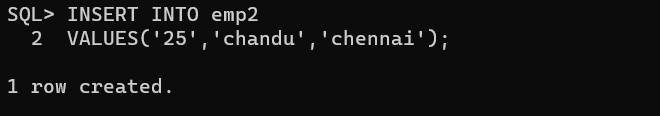 SQL> INSERT INTO emp2
  2  VALUES('25','chandu','chennai');
1 row created.